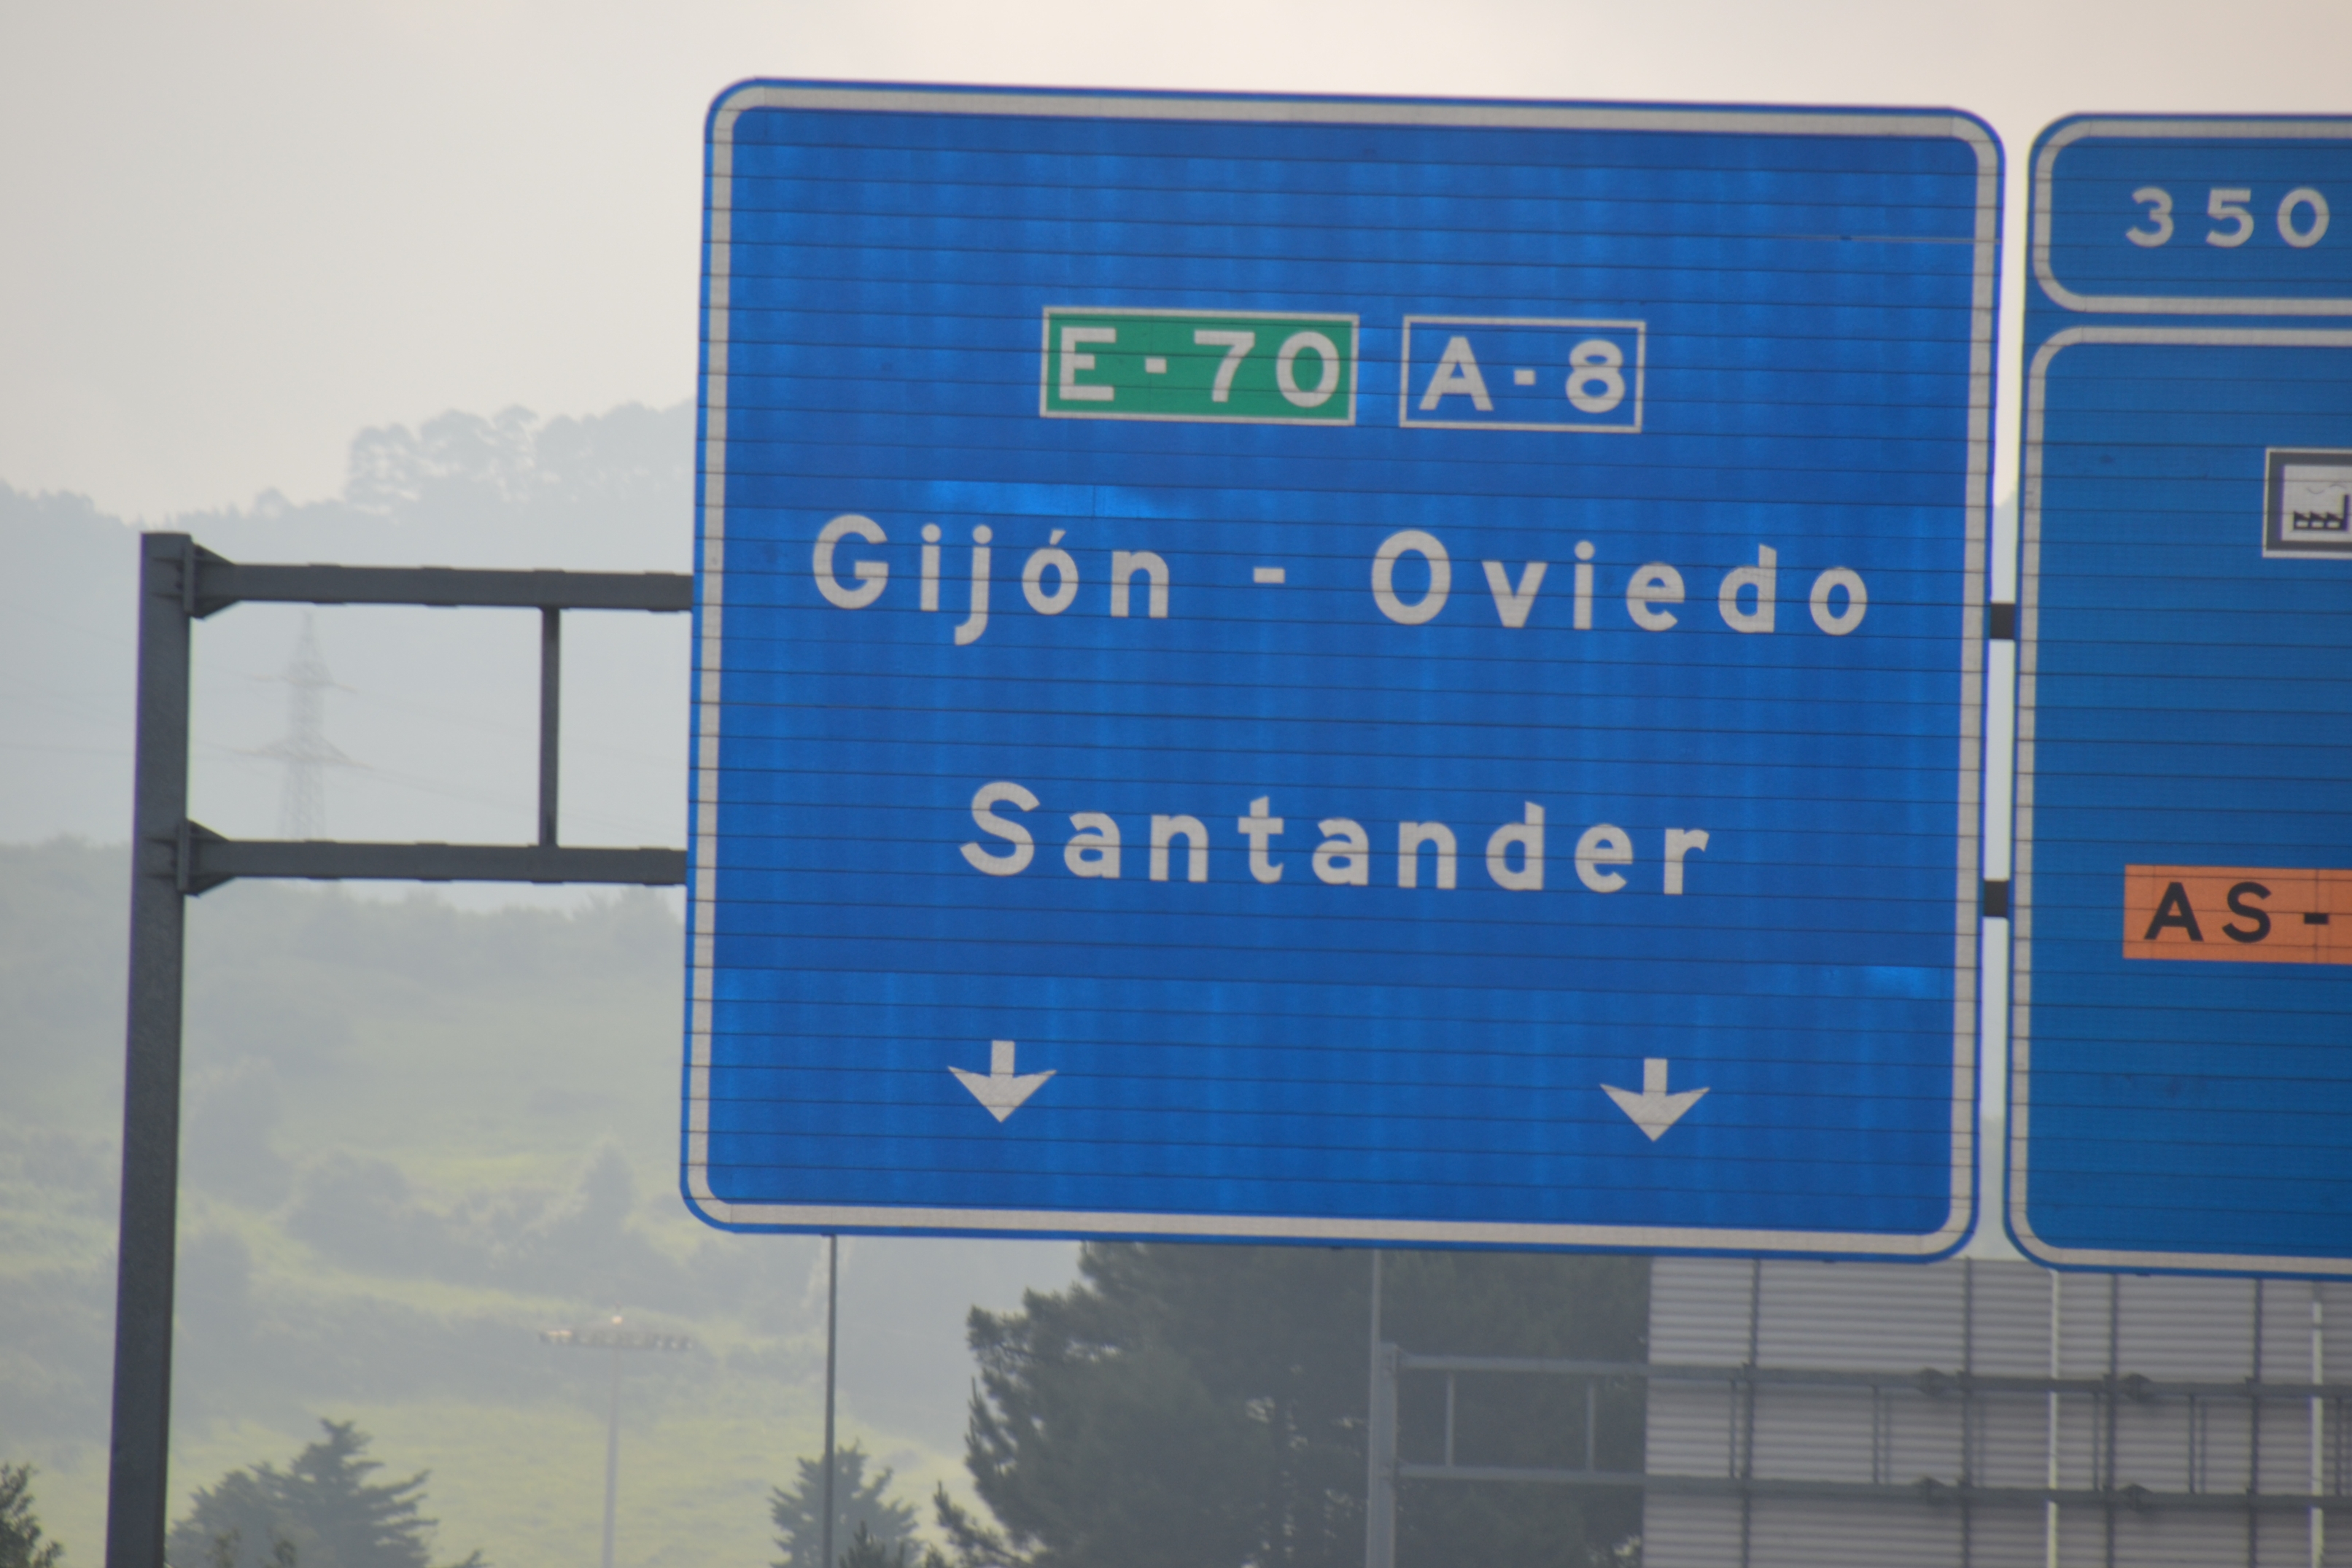 E-70 A-8
Gijón - Oviedo
Santander
350
AS-